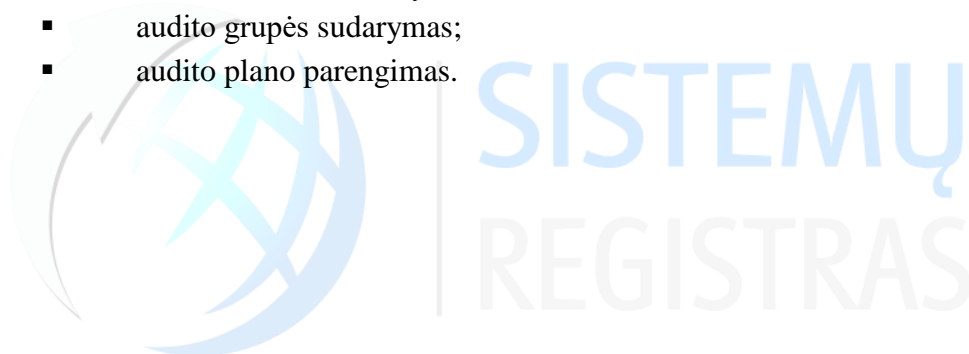 audito grupės sudarymas;
audito plano parengimas.
SISTEMŲ
REGISTRAS